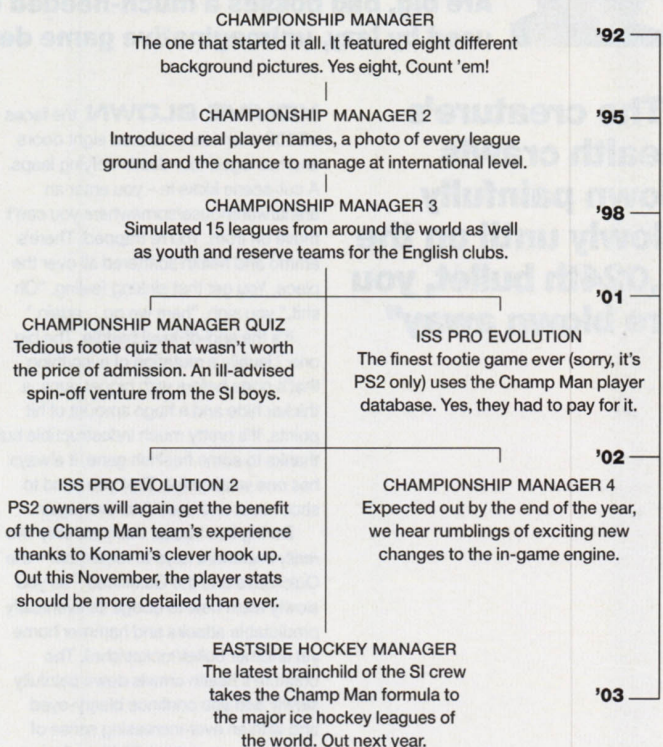 CHAMPIONSHIP MANAGER
The one that started it all. It featured eight different
background pictures. Yes eight, Count 'em!
'92
CHAMPIONSHIP MANAGER 2
Introduced real player names, a photo of every league
ground and the chance to manage at international level.
'95
CHAMPIONSHIP MANAGER 3
Simulated 15 leagues from around the world as well
as youth and reserve teams for the English clubs.
'98
'01
CHAMPIONSHIP MANAGER QUIZ
Tedious footie quiz that wasn't really worth
the price of admission. An ill-advised
spin-off venture from the SI boys.
ISS PRO EVOLUTION
The finest footie game ever (sorry, it's
PS2 only) uses the Champ Man player
database. Yes, they had to pay for it.
'02
ISS PRO EVOLUTION 2
PS2 owners will again get the benefit
of the Champ Man team's experience
thanks to Konami's clever hook up.
Out this November, the player stats
should be more detailed than ever.
CHAMPIONSHIP MANAGER 4
Expected out by the end of the year,
we hear rumblings of exciting new
changes to the in-game engine.
EASTSIDE HOCKEY MANAGER
The latest brainchild of the SI crew
takes the Champ Man formula to
the major ice hockey leagues of
the world. Out next year.
'03